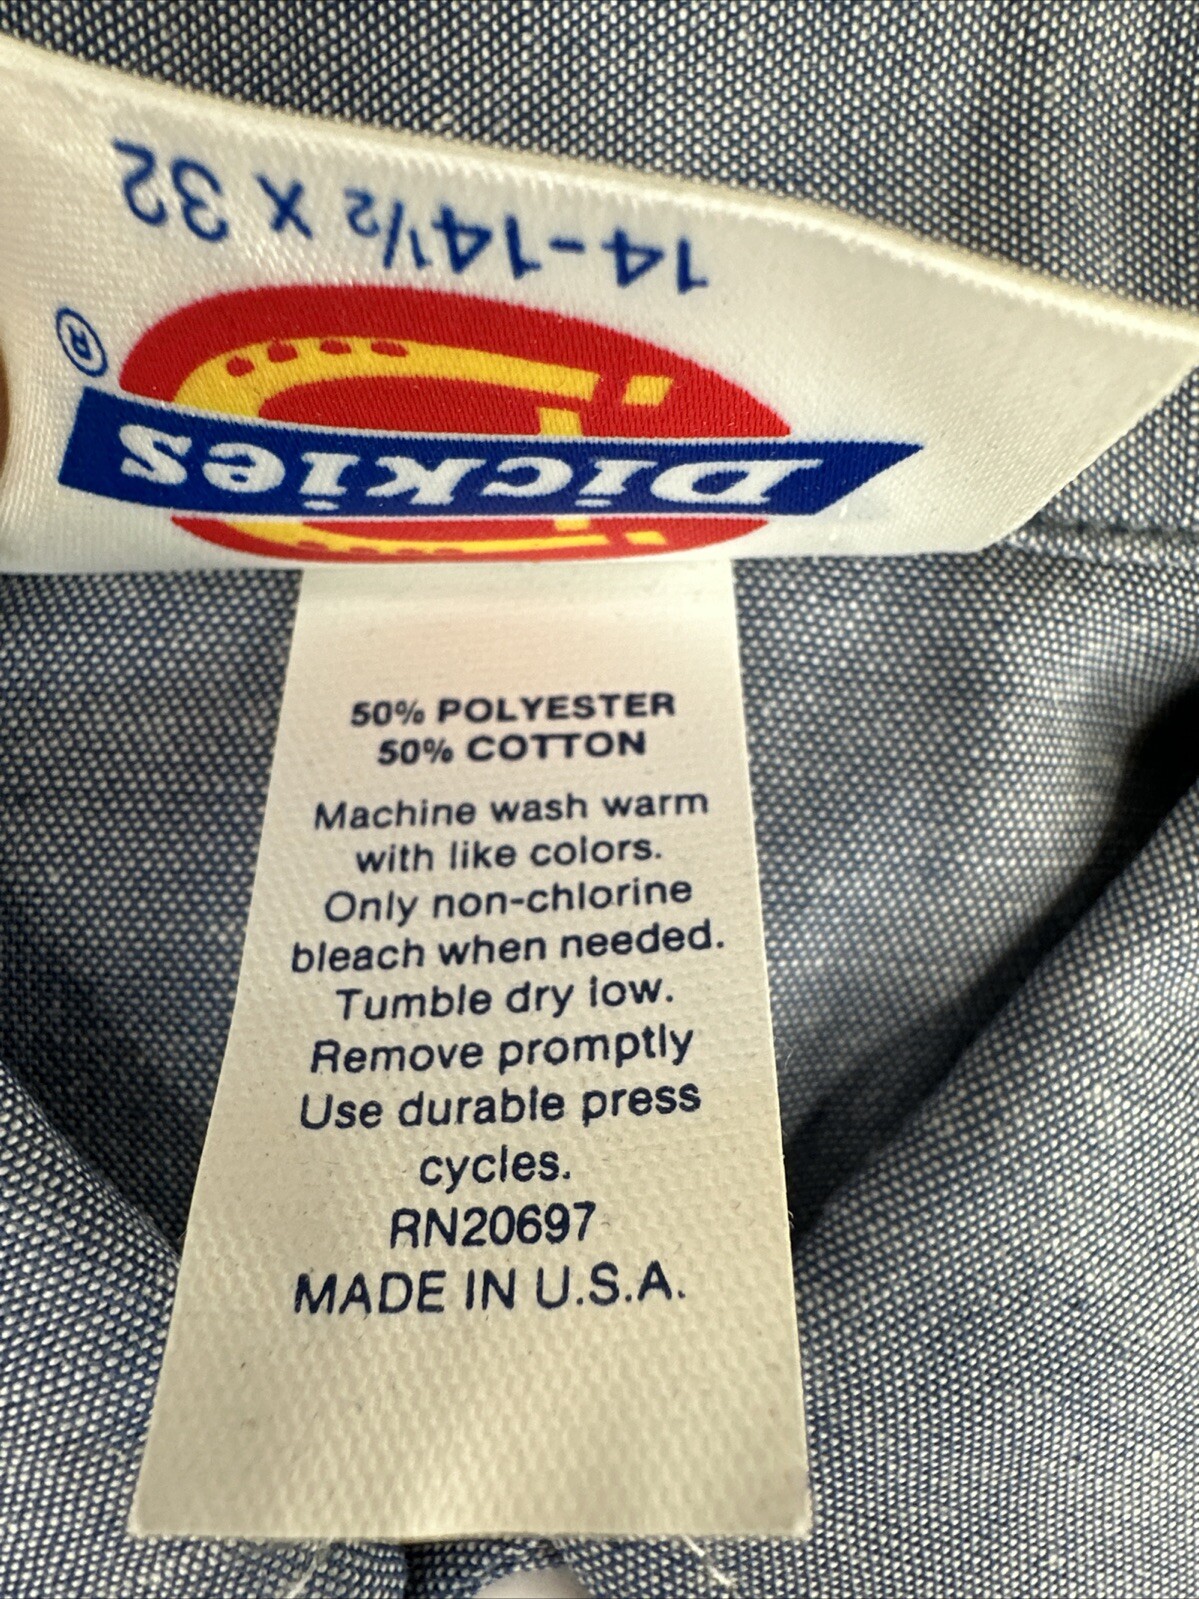 14-14½ X 32
®
Dickies
50% POLYESTER
50% COTTON
Machine wash warm
with like colors.
Only non-chlorine
bleach when needed.
Tumble dry low.
Remove promptly
Use durable press
cycles.
RN20697
MADE IN U.S.A.